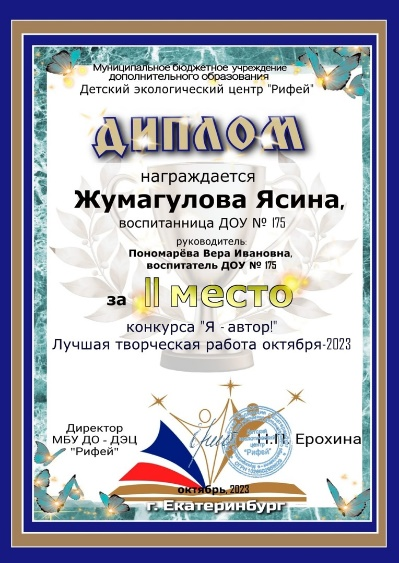 Муниципальное бюджетное учреждение
дополнительного образования
Детский экологический центр "Рифей"
ДИПЛОМ
награждается
Жумагулова Ясина,
воспитанница ДОУ № 175
руководитель:
Пономарёва Вера Ивановна,
воспитатель ДОУ № 175
за II место
конкурса "Я - автор!"
Лучшая творческая работа октября-2023
Директор
МБУ ДО - ДЭЦ
"Рифей"
Н.П. Ерохина
центр
"Рифей"
октябрь, 2023
г. Екатеринбург